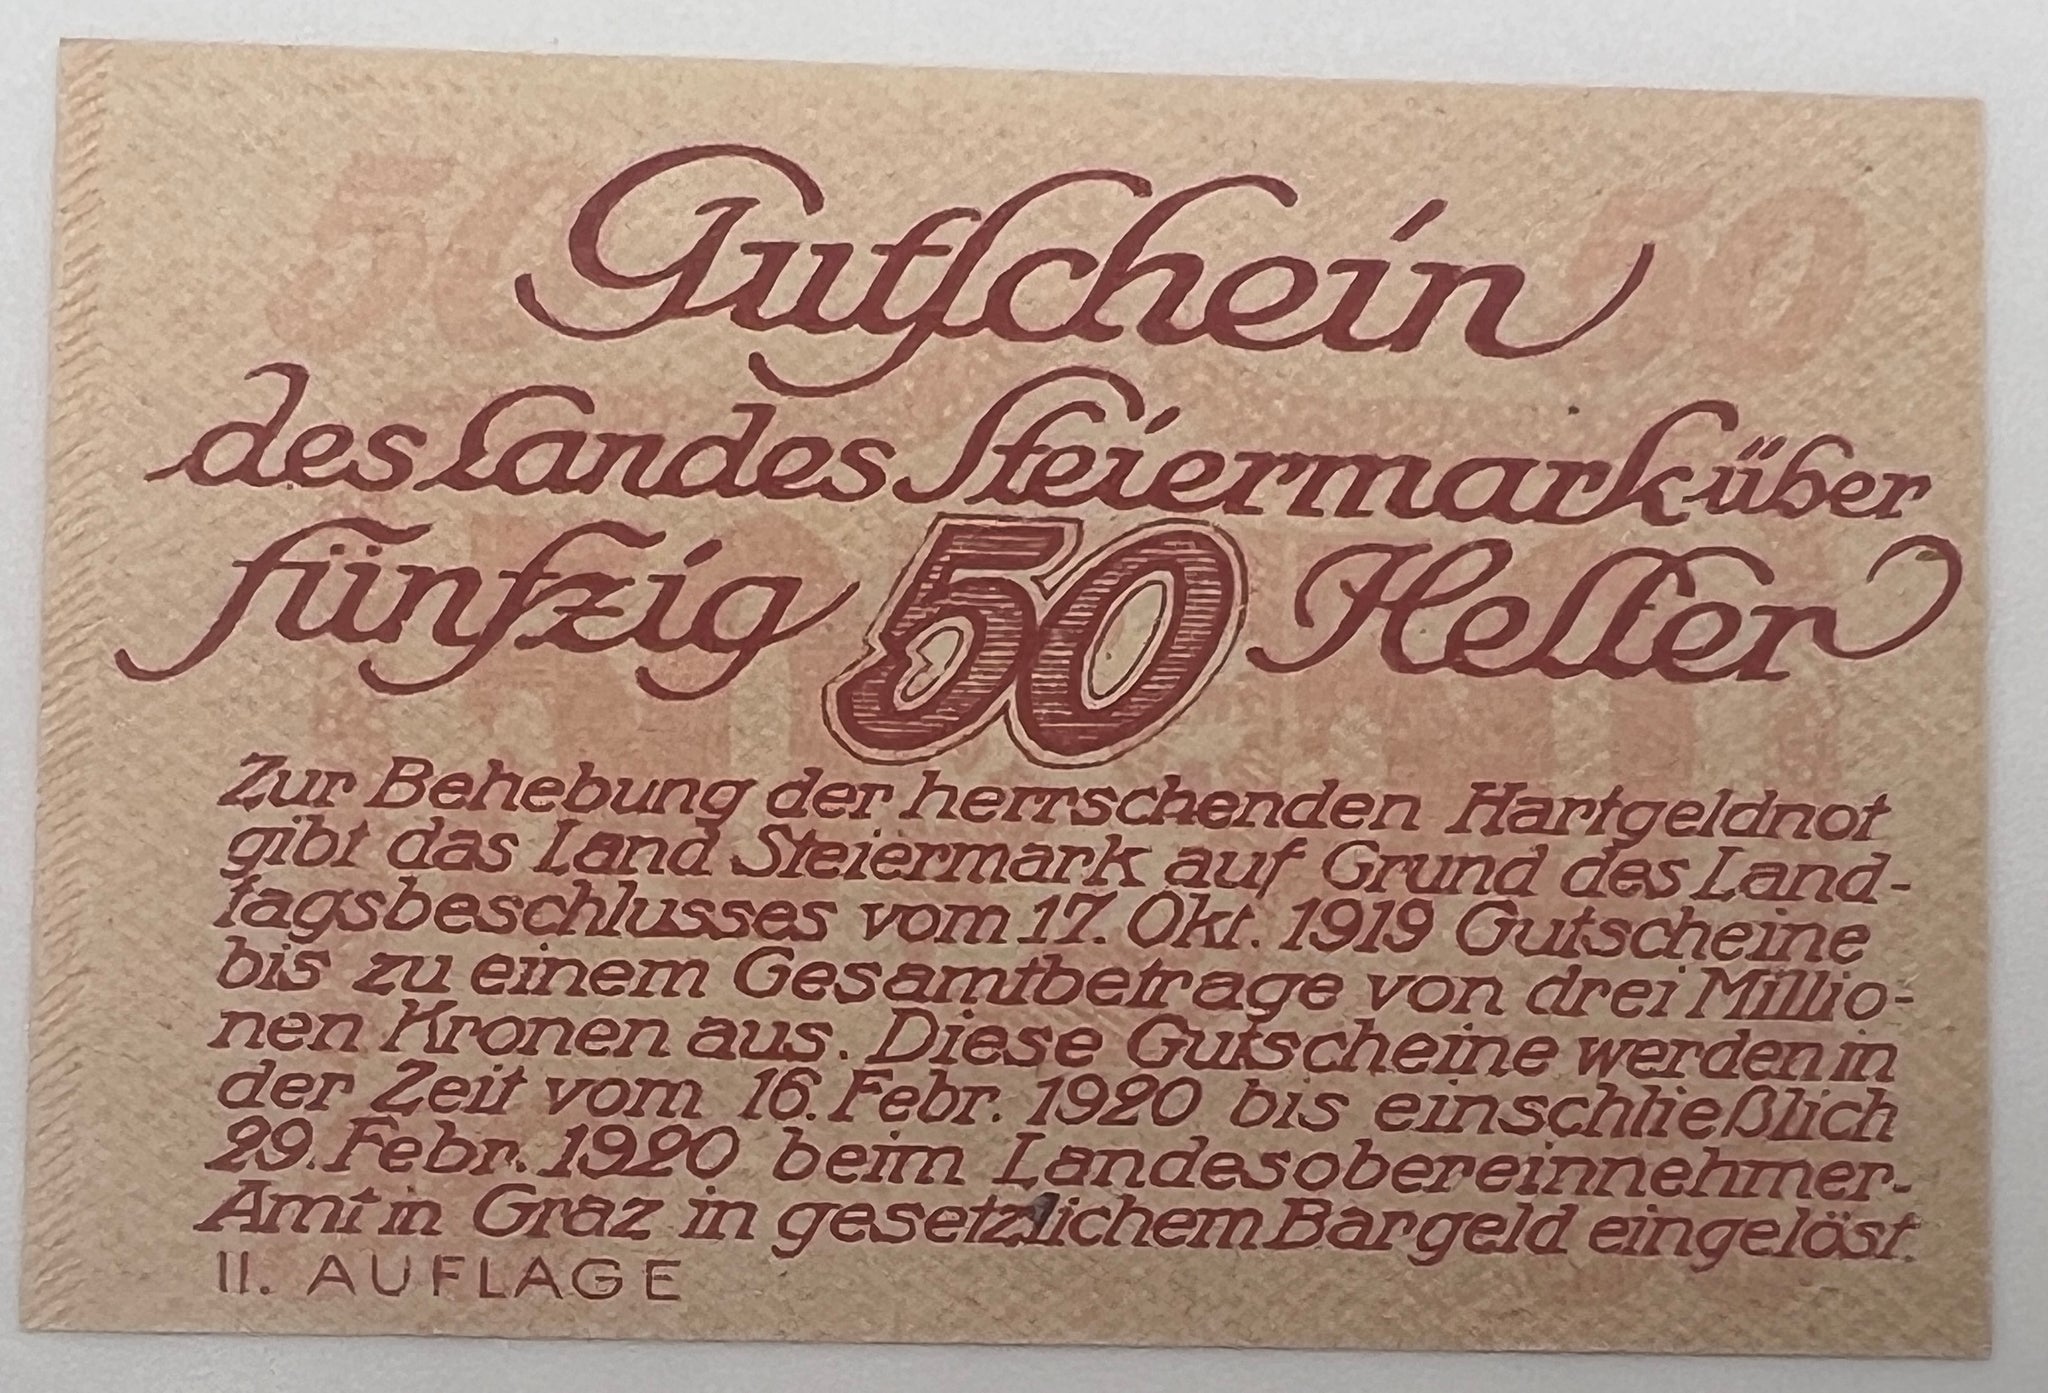 Gutschein
des Landes Steiermark über
fünfzig 50 Heller
Zur Behebung der herrschenden Hartgeldnot
gibt das Land Steiermark auf Grund des Land-
tagsbeschlusses vom 17. Okt. 1919 Gutscheine
bis zu einem Gesamtbetrage von drei Millio-
nen Kronen aus. Diese Gutscheine werden in
der Zeit vom 16. Febr. 1920 bis einschließlich
29. Febr. 1920 beim Landesobereinnehmer-
Amt in Graz in gesetzlichem Bargeld eingelöst.
II. AUFLAGE
50 50